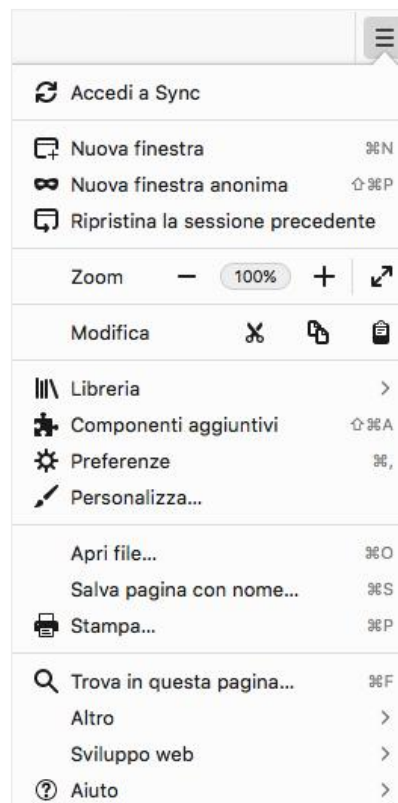 Accedi a Sync
Nuova finestra ⌘N
Nuova finestra anonima ⇧⌘P
Ripristina la sessione precedente
Zoom − 100% +
Modifica
Libreria >
Componenti aggiuntivi ⇧⌘A
Preferenze ⌘,
Personalizza...
Apri file... ⌘O
Salva pagina con nome... ⌘S
Stampa... ⌘P
Trova in questa pagina... ⌘F
Altro >
Sviluppo web >
Aiuto >